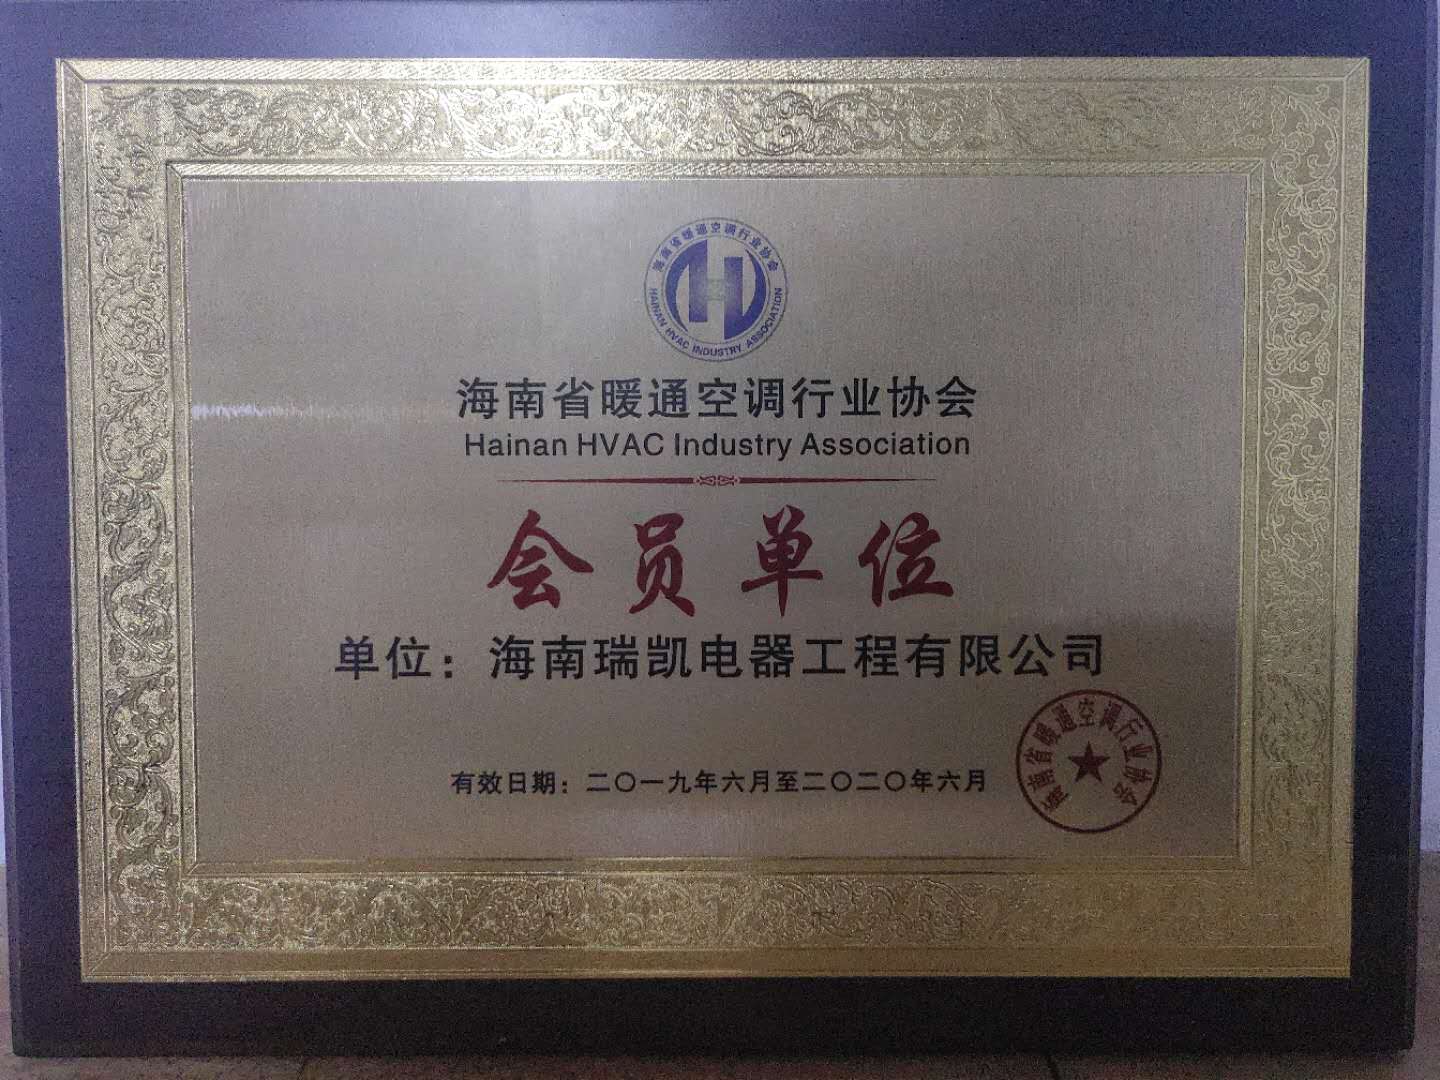 海南省暖通空调行业协会
HAINAN HVAC INDUSTRY ASSOCIATION
海南省暖通空调行业协会
Hainan HVAC Industry Association
会员单位
单位：海南瑞凯电器工程有限公司
有效日期：二〇一九年六月至二〇二〇年六月
海南省暖通空调行业协会